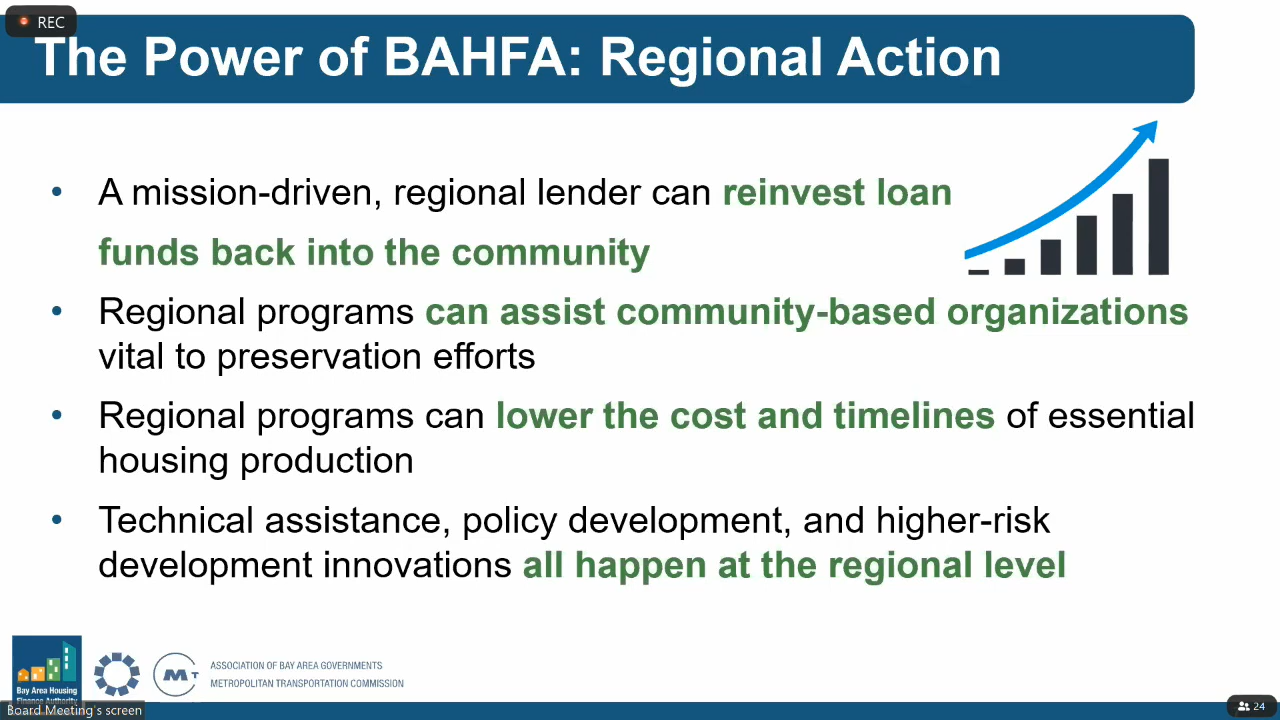 REC
The Power of BAHFA: Regional Action
• A mission-driven, regional lender can reinvest loan
funds back into the community
• Regional programs can assist community-based organizations
vital to preservation efforts
• Regional programs can lower the cost and timelines of essential
housing production
• Technical assistance, policy development, and higher-risk
development innovations all happen at the regional level
Bay Area Housing
Finance Authority
MT
ASSOCIATION OF BAY AREA GOVERNMENTS
METROPOLITAN TRANSPORTATION COMMISSION
Board Meeting's screen
24